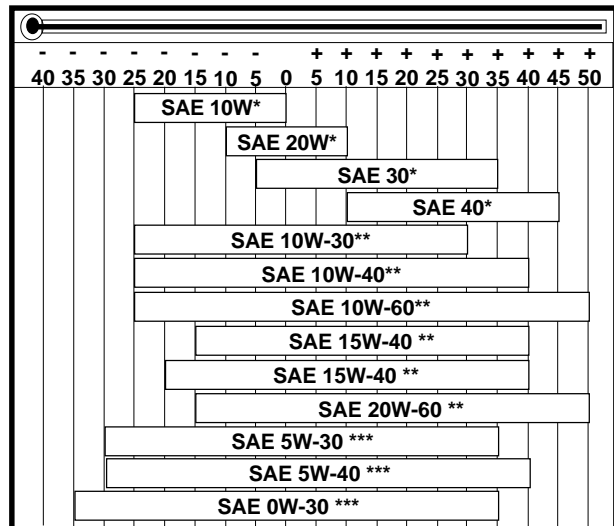 - - - - - - - - + + + + + + + + + +
40 35 30 25 20 15 10 5 0 5 10 15 20 25 30 35 40 45 50
SAE 10W*
SAE 20W*
SAE 30*
SAE 40*
SAE 10W-30**
SAE 10W-40**
SAE 10W-60**
SAE 15W-40 **
SAE 15W-40 **
SAE 20W-60 **
SAE 5W-30 ***
SAE 5W-40 ***
SAE 0W-30 ***